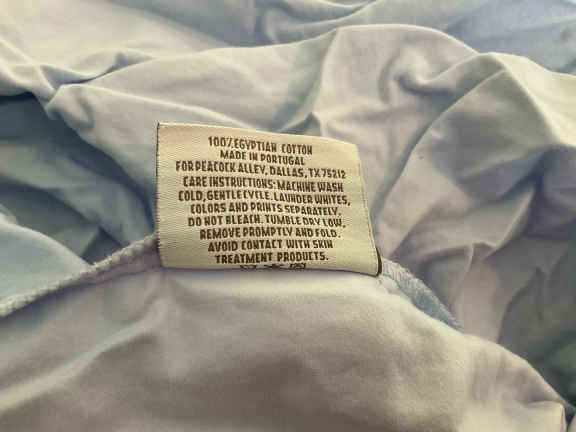 100% EGYPTIAN COTTON
MADE IN PORTUGAL
FOR PEACOCK ALLEY, DALLAS, TX 75212
CARE INSTRUCTIONS: MACHINE WASH
COLD, GENTLE CYCLE. LAUNDER WHITES,
COLORS AND PRINTS SEPARATELY.
DO NOT BLEACH. TUMBLE DRY LOW,
REMOVE PROMPTLY AND FOLD.
AVOID CONTACT WITH SKIN
TREATMENT PRODUCTS.